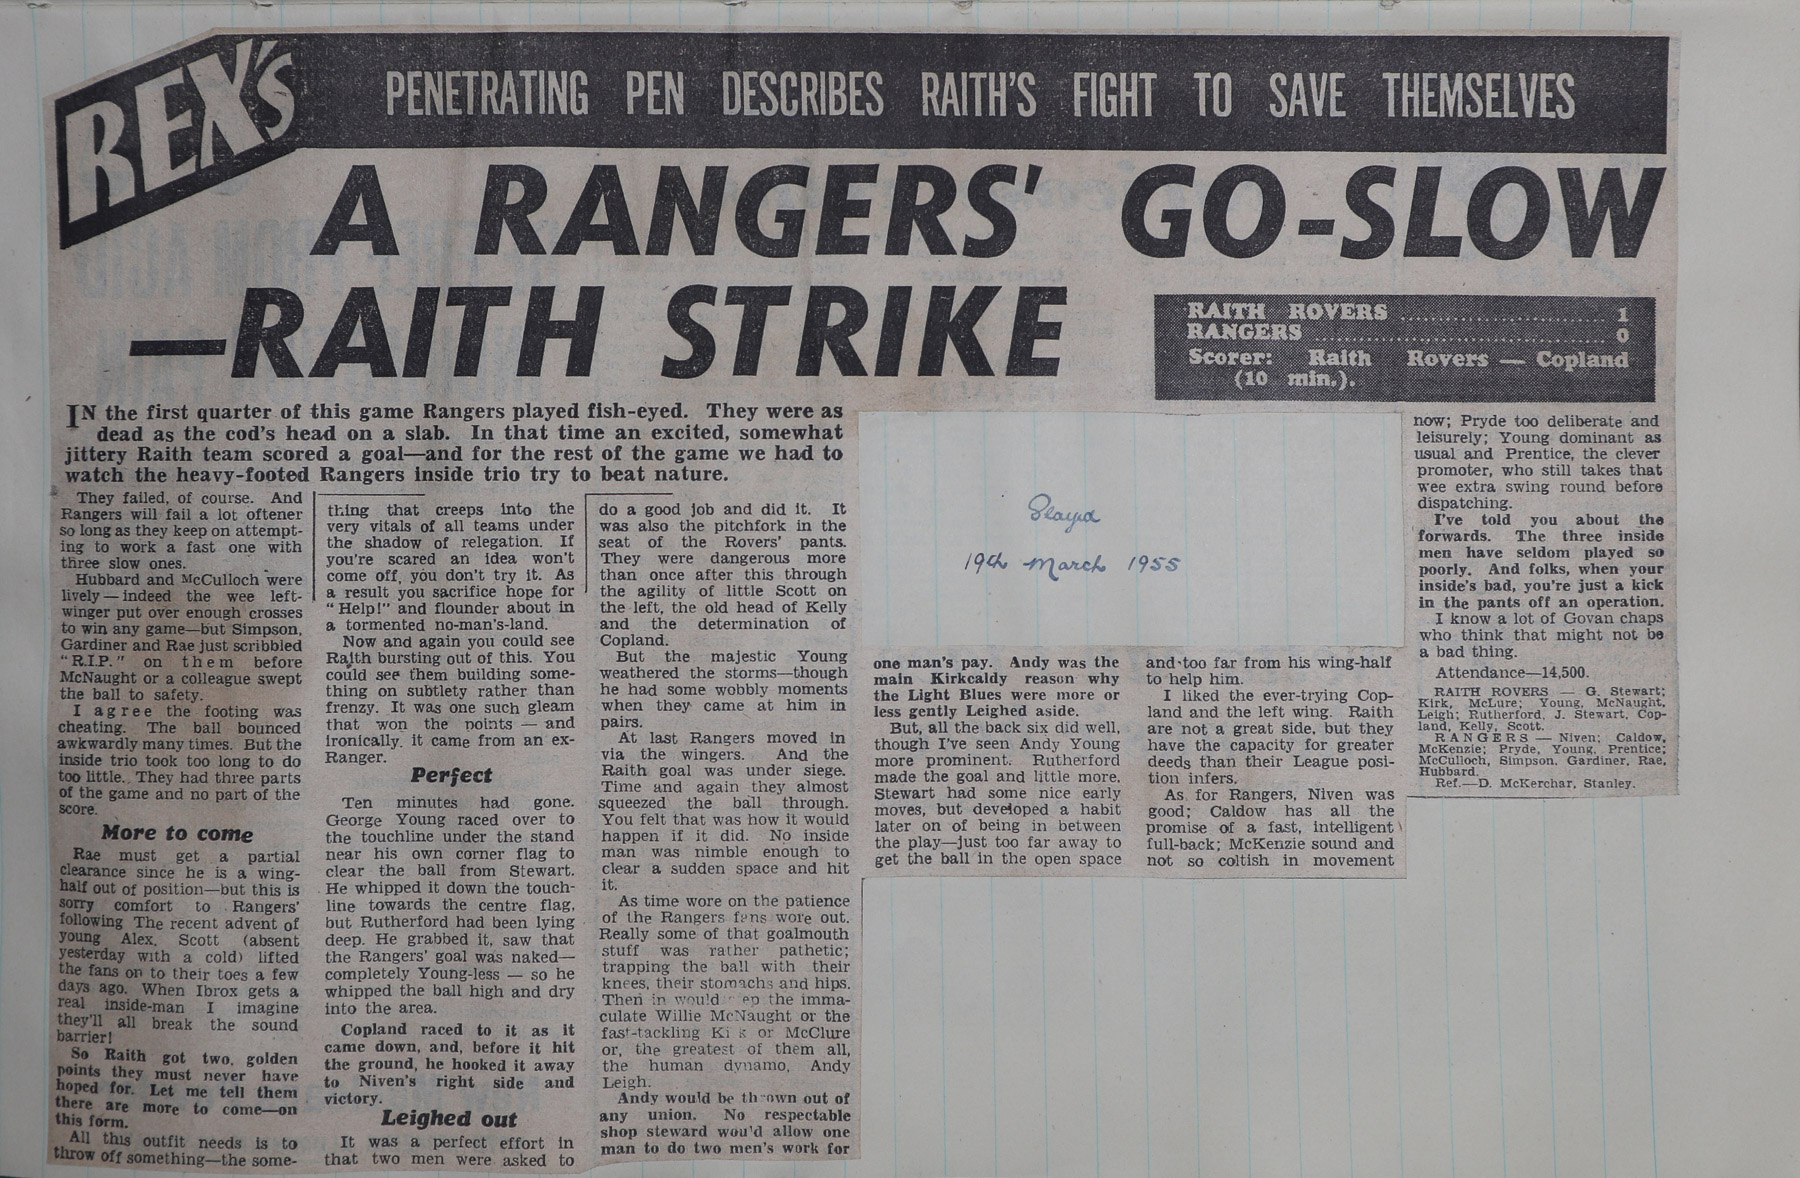 REX's
PENETRATING PEN DESCRIBES RAITH'S FIGHT TO SAVE THEMSELVES
A RANGERS' GO-SLOW
—RAITH STRIKE
RAITH ROVERS ........................... 1
RANGERS ........................... 0
Scorer: Raith Rovers — Copland
(10 min.).
IN the first quarter of this game Rangers played fish-eyed. They were as
dead as the cod's head on a slab. In that time an excited, somewhat
jittery Raith team scored a goal—and for the rest of the game we had to
watch the heavy-footed Rangers inside trio try to beat nature.
They failed, of course. And
Rangers will fail a lot oftener
so long as they keep on attempt-
ing to work a fast one with
three slow ones.
Hubbard and McCulloch were
lively—indeed the wee left-
winger put over enough crosses
to win any game—but Simpson,
Gardiner and Rae just scribbled
"R.I.P." on them before
McNaught or a colleague swept
the ball to safety.
I agree the footing was
cheating. The ball bounced
awkwardly many times. But the
inside trio took too long to do
too little. They had three parts
of the game and no part of the
score.
More to come
Rae must get a partial
clearance since he is a wing-
half out of position—but this is
sorry comfort to Rangers'
following The recent advent of
young Alex. Scott (absent
yesterday with a cold) lifted
the fans on to their toes a few
days ago. When Ibrox gets a
real inside-man I imagine
they'll all break the sound
barrier!
So Raith got two, golden
points they must never have
hoped for. Let me tell them
there are more to come—on
this form.
All this outfit needs is to
throw off something—the some-
thing that creeps into the
very vitals of all teams under
the shadow of relegation. If
you're scared an idea won't
come off, you don't try it. As
a result you sacrifice hope for
"Help!" and flounder about in
a tormented no-man's-land.
Now and again you could see
Raith bursting out of this. You
could see them building some-
thing on subtlety rather than
frenzy. It was one such gleam
that won the points — and
ironically, it came from an ex-
Ranger.
Perfect
Ten minutes had gone.
George Young raced over to
the touchline under the stand
near his own corner flag to
clear the ball from Stewart.
He whipped it down the touch-
line towards the centre flag,
but Rutherford had been lying
deep. He grabbed it, saw that
the Rangers' goal was naked—
completely Young-less — so he
whipped the ball high and dry
into the area.
Copland raced to it as it
came down, and, before it hit
the ground, he hooked it away
to Niven's right side and
victory.
Leighed out
It was a perfect effort in
that two men were asked to
do a good job and did it. It
was also the pitchfork in the
seat of the Rovers' pants.
They were dangerous more
than once after this through
the agility of little Scott on
the left, the old head of Kelly
and the determination of
Copland.
But the majestic Young
weathered the storms—though
he had some wobbly moments
when they came at him in
pairs.
At last Rangers moved in
via the wingers. And the
Raith goal was under siege.
Time and again they almost
squeezed the ball through.
You felt that was how it would
happen if it did. No inside
man was nimble enough to
clear a sudden space and hit
it.
As time wore on the patience
of the Rangers fans wore out.
Really some of that goalmouth
stuff was rather pathetic;
trapping the ball with their
knees, their stomachs and hips.
Then in would the imma-
culate Willie McNaught or the
fast-tackling or McClure
or, the greatest of them all,
the human dynamo, Andy
Leigh.
Andy would be thrown out of
any union. No respectable
shop steward wou'd allow one
man to do two men's work for
Played
19th March 1955
one man's pay. Andy was the
main Kirkcaldy reason why
the Light Blues were more or
less gently Leighed aside.
But, all the back six did well,
though I've seen Andy Young
more prominent. Rutherford
made the goal and little more.
Stewart had some nice early
moves, but developed a habit
later on of being in between
the play—just too far away to
get the ball in the open space
and too far from his wing-half
to help him.
I liked the ever-trying Cop-
land and the left wing. Raith
are not a great side, but they
have the capacity for greater
deeds than their League posi-
tion infers.
As for Rangers, Niven was
good; Caldow has all the
promise of a fast, intelligent
full-back; McKenzie sound and
not so coltish in movement
now; Pryde too deliberate and
leisurely; Young dominant as
usual and Prentice, the clever
promoter, who still takes that
wee extra swing round before
dispatching.
I've told you about the
forwards. The three inside
men have seldom played so
poorly. And folks, when your
inside's bad, you're just a kick
in the pants off an operation.
I know a lot of Govan chaps
who think that might not be
a bad thing.
Attendance—14,500.
RAITH ROVERS — G. Stewart;
Kirk, McLure; Young, McNaught,
Leigh; Rutherford, J. Stewart, Cop-
land, Kelly, Scott.
RANGERS — Niven; Caldow,
McKenzie; Pryde, Young, Prentice;
McCulloch, Simpson, Gardiner, Rae,
Hubbard.
Ref.—D. McKerchar, Stanley.